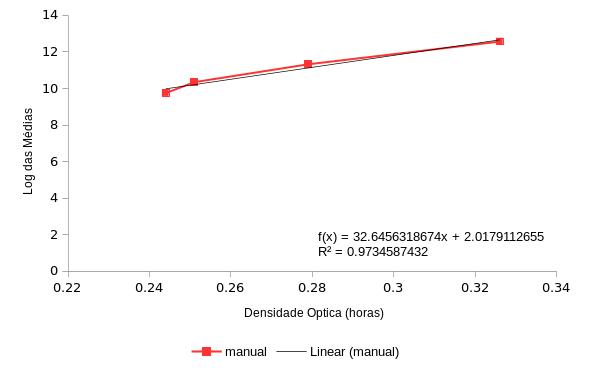 14
12
10
8
6
4
2
0
Log das Médias
f(x) = 32.6456318674x + 2.0179112655
R² = 0.9734587432
0.22 0.24 0.26 0.28 0.3 0.32 0.34
Densidade Optica (horas)
manual Linear (manual)